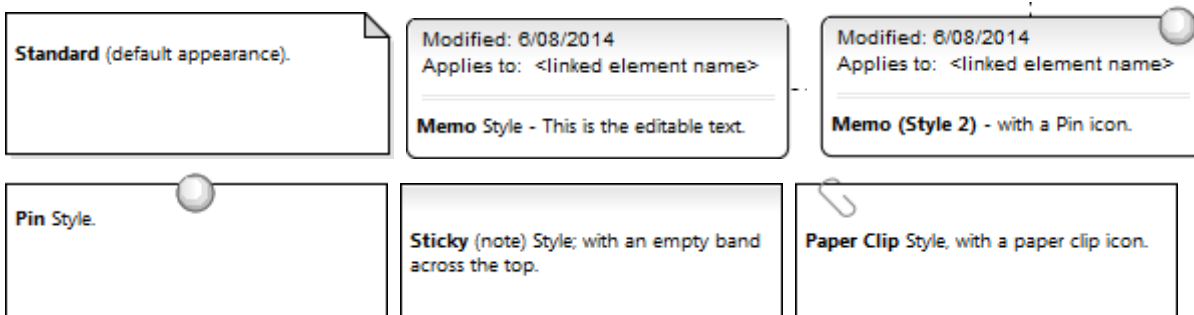 Standard (default appearance).
Modified: 6/08/2014
Applies to: <linked element name>
Memo Style - This is the editable text.
Modified: 6/08/2014
Applies to: <linked element name>
Memo (Style 2) - with a Pin icon.
Pin Style.
Sticky (note) Style; with an empty band
across the top.
Paper Clip Style, with a paper clip icon.